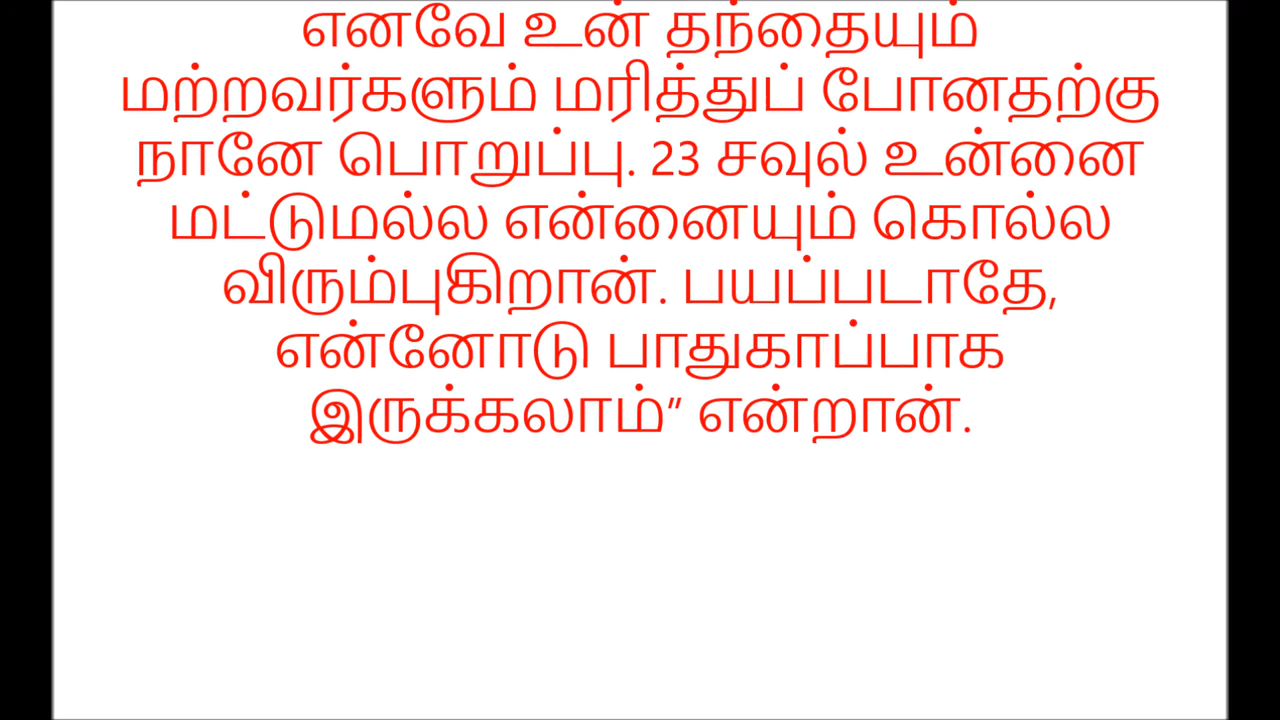 எனவே உன் தந்தையும்
மற்றவர்களும் மரித்துப் போனதற்கு
நானே பொறுப்பு. 23 சவுல் உன்னை
மட்டுமல்ல என்னையும் கொல்ல
விரும்புகிறான். பயப்படாதே,
என்னோடு பாதுகாப்பாக
இருக்கலாம்” என்றான்.